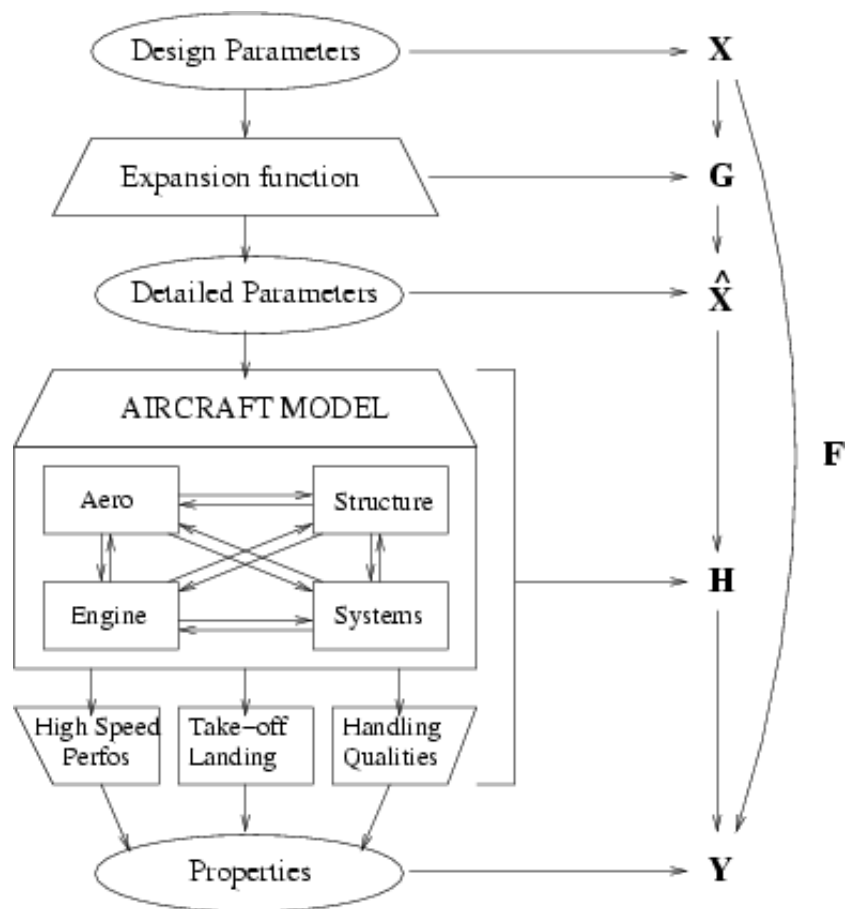 Design Parameters
X
Expansion function
G
Detailed Parameters
X̂
AIRCRAFT MODEL
F
Aero
Structure
Engine
Systems
H
High Speed
Perfos
Take-off
Landing
Handling
Qualities
Properties
Y